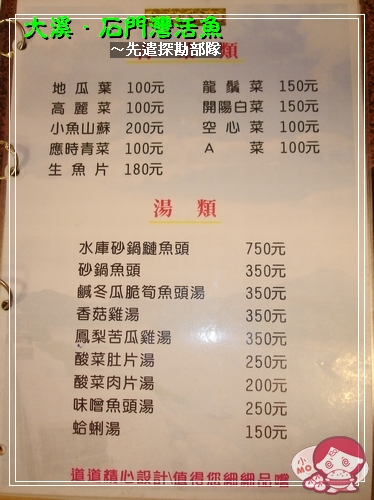 大溪．石門灣活魚
～先遣探勘部隊
類
地瓜葉 100元 龍鬚菜 150元
高麗菜 100元 開陽白菜 150元
小魚山蘇 200元 空心菜 100元
應時青菜 100元 A菜 100元
生魚片 180元
湯類
水庫砂鍋鰱魚頭 750元
砂鍋魚頭 350元
鹹冬瓜脆筍魚頭湯 350元
香菇雞湯 350元
鳳梨苦瓜雞湯 350元
酸菜肚片湯 250元
酸菜肉片湯 200元
味噌魚頭湯 250元
蛤蜊湯 150元
道道精心設計\值得您細細品嚐
小
MO